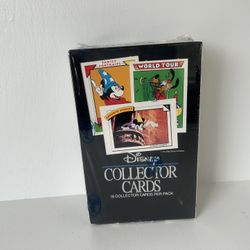 WORLD TOUR
DISNEY
COLLECTOR
CARDS
15 COLLECTOR CARDS PER PACK